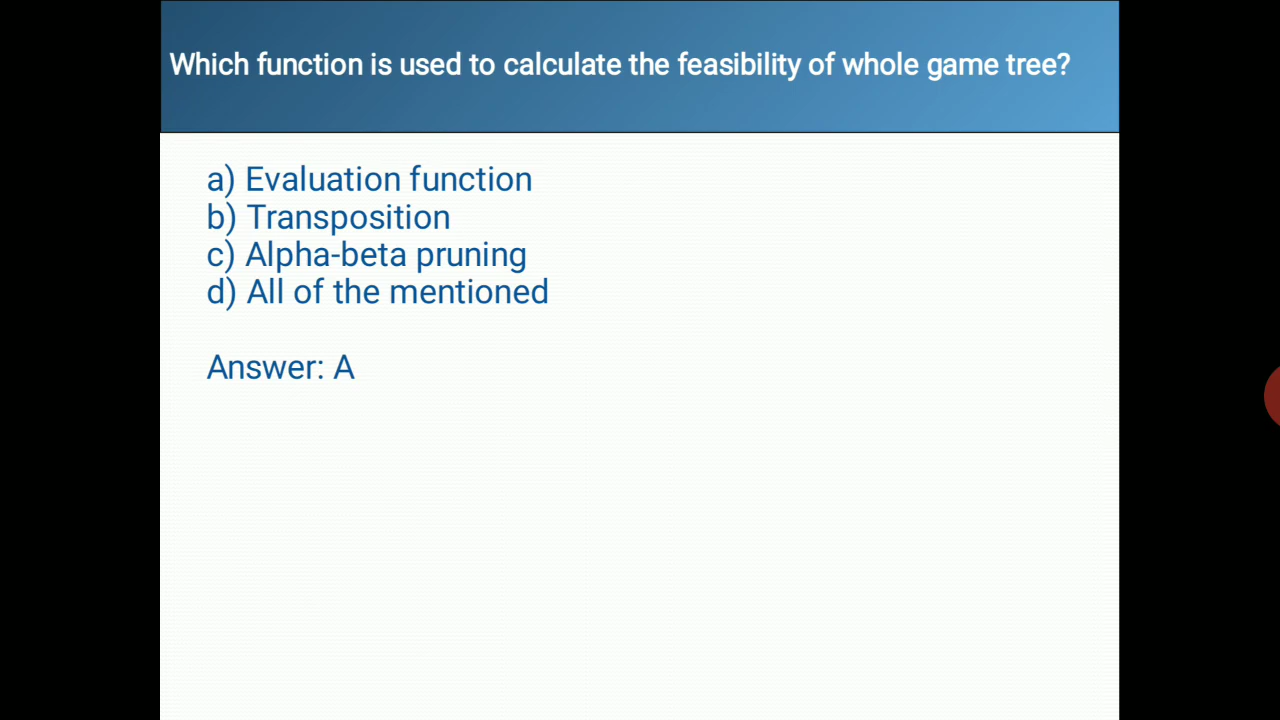 Which function is used to calculate the feasibility of whole game tree?
a) Evaluation function
b) Transposition
c) Alpha-beta pruning
d) All of the mentioned
Answer: A